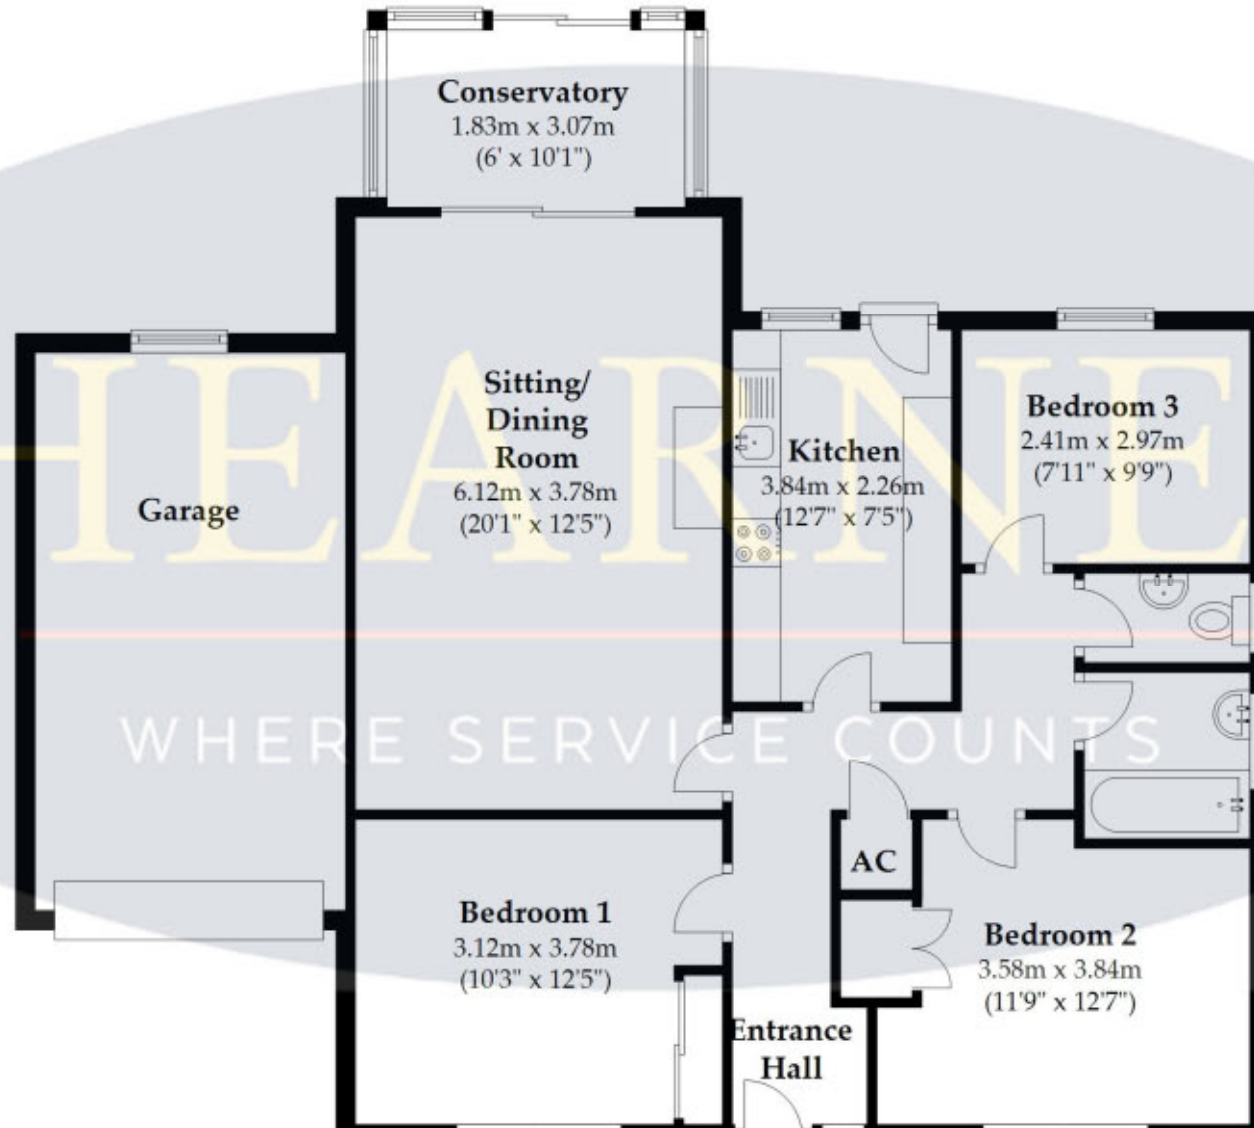 Conservatory
1.83m x 3.07m
(6' x 10'1")
Sitting/
Dining
Room
6.12m x 3.78m
(20'1" x 12'5")
Kitchen
3.84m x 2.26m
(12'7" x 7'5")
Bedroom 3
2.41m x 2.97m
(7'11" x 9'9")
Garage
HEARNE
WHERE SERVICE COUNTS
AC
Bedroom 1
3.12m x 3.78m
(10'3" x 12'5")
Bedroom 2
3.58m x 3.84m
(11'9" x 12'7")
Entrance
Hall